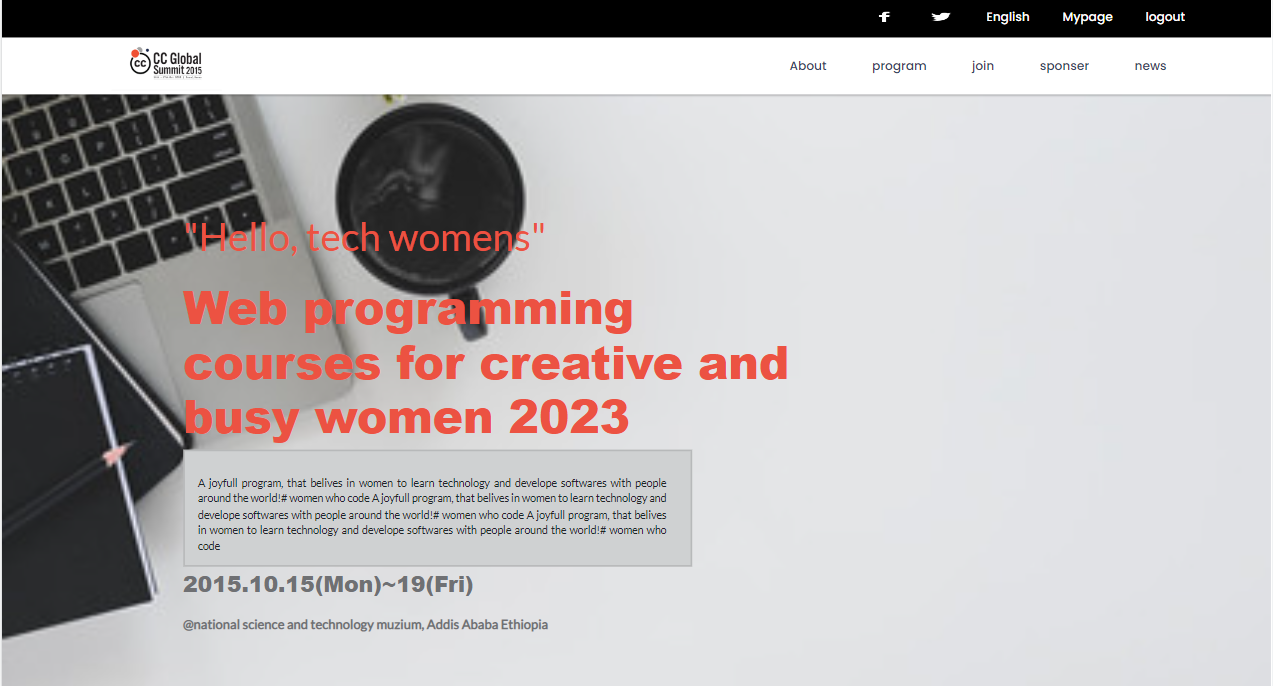 English Mypage logout
CC Global
Summit 2015
cc
About program join sponser news
"Hello, tech womens"
Web programming
courses for creative and
busy women 2023
A joyfull program, that belives in women to learn technology and develope softwares with people
around the world!# women who code A joyfull program, that belives in women to learn technology and
develope softwares with people around the world!# women who code A joyfull program, that belives
in women to learn technology and develope softwares with people around the world!# women who
code
2015.10.15(Mon)~19(Fri)
@national science and technology muzium, Addis Ababa Ethiopia